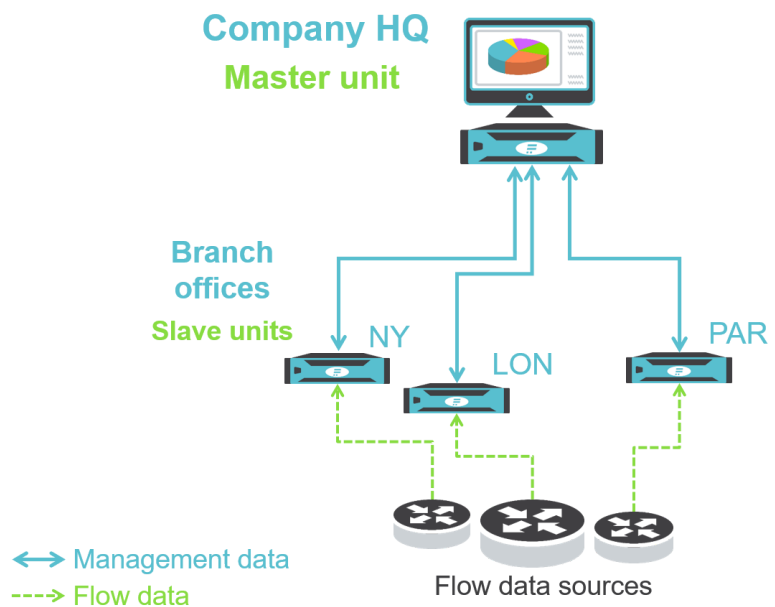 Company HQ
Master unit
Branch
offices
Slave units
NY
LON
PAR
Management data
Flow data
Flow data sources